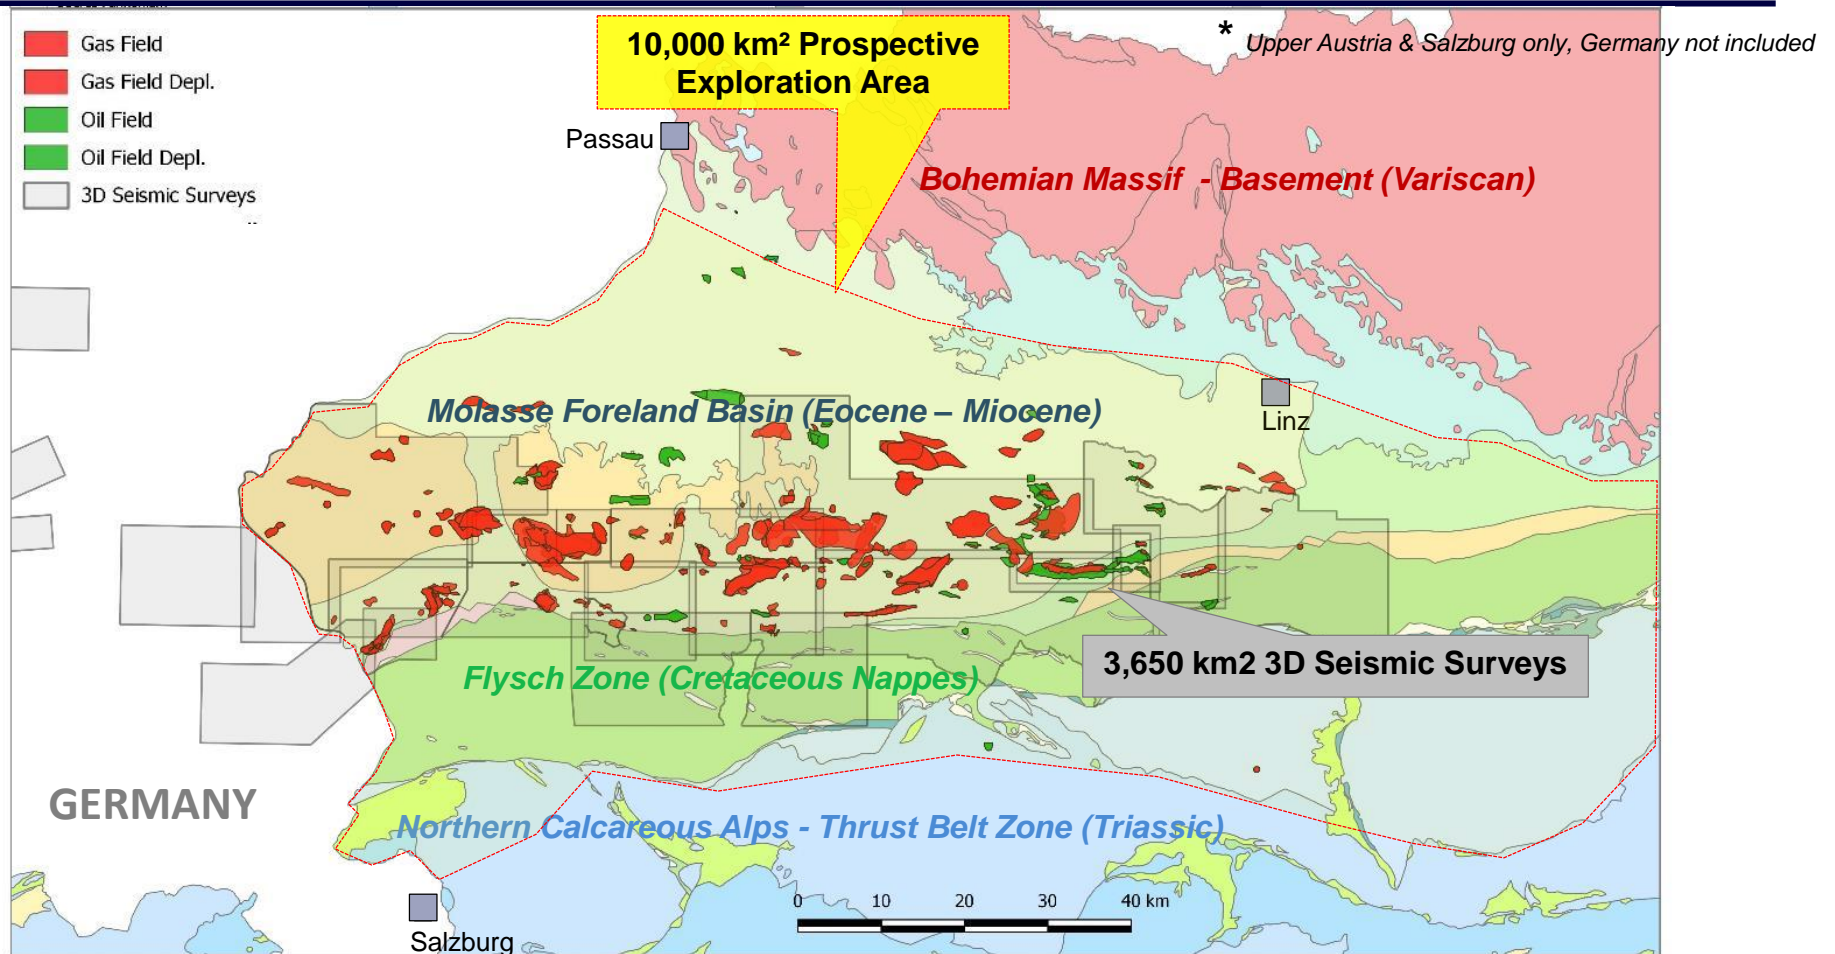 Gas Field
Gas Field Depl.
Oil Field
Oil Field Depl.
3D Seismic Surveys
10,000 km² Prospective
Exploration Area
* Upper Austria & Salzburg only, Germany not included
Passau
Bohemian Massif - Basement (Variscan)
Molasse Foreland Basin (Eocene – Miocene)
Linz
3,650 km2 3D Seismic Surveys
Flysch Zone (Cretaceous Nappes)
GERMANY
Northern Calcareous Alps - Thrust Belt Zone (Triassic)
0 10 20 30 40 km
Salzburg